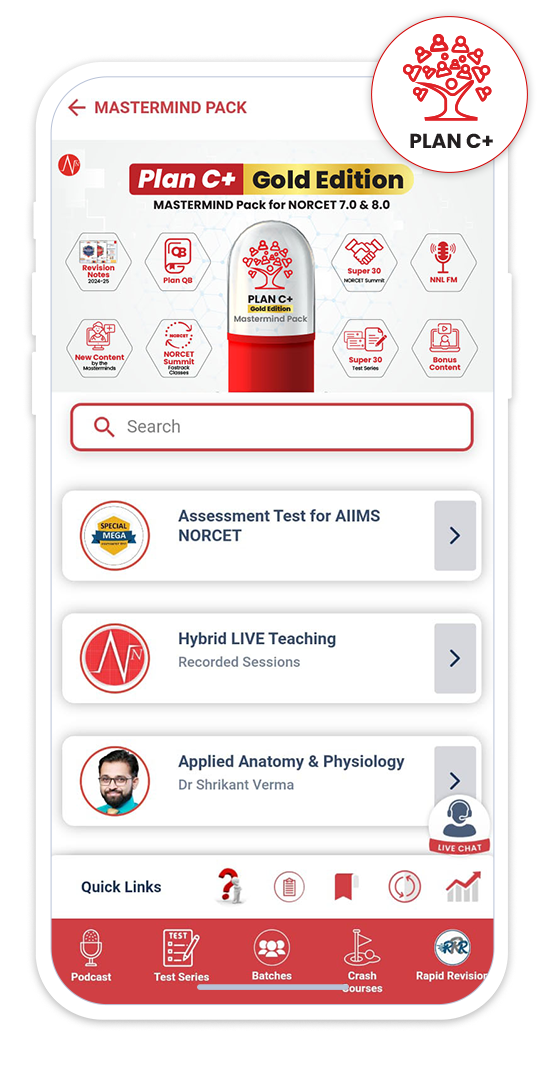 MASTERMIND PACK
PLAN C+
Plan C+ Gold Edition
MASTERMIND Pack for NORCET 7.0 & 8.0
Revision
Notes
2024-25
QB
Plan QB
PLAN C+
Gold Edition
Mastermind Pack
Super 30
NORCET Summit
NNL FM
New Content
by the
Masterminds
NORCET
NORCET
Summit
Fastrack
Classes
Super 30
Test Series
Bonus
Content
Search
SPECIAL
MEGA
Assessment Test for AIIMS
NORCET
N
Hybrid LIVE Teaching
Recorded Sessions
Applied Anatomy & Physiology
Dr Shrikant Verma
LIVE CHAT
Quick Links
TEST
RRR
Podcast
Test Series
Batches
Crash
Courses
Rapid Revision